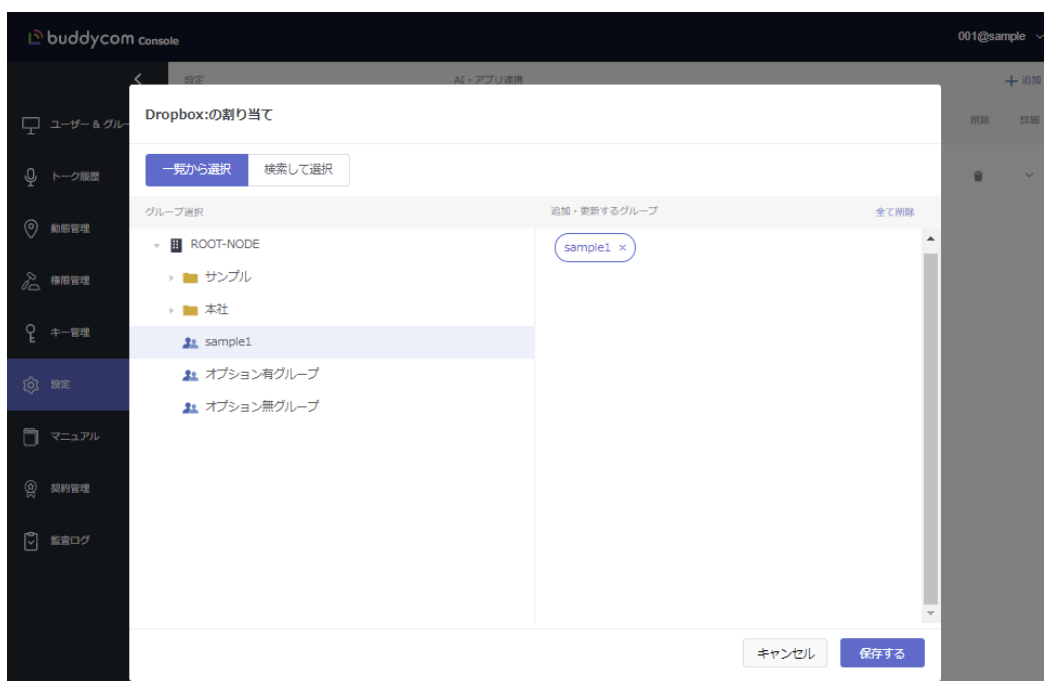 buddycom Console
001@sample
設定
AI・アプリ連携
追加
ユーザー & グルー
トーク履歴
動態管理
権限管理
キー管理
設定
マニュアル
契約管理
監査ログ
削除
詳細
Dropbox:の割り当て
一覧から選択
検索して選択
グループ選択
追加・更新するグループ
全て削除
ROOT-NODE
サンプル
本社
sample1
オプション有グループ
オプション無グループ
sample1 ×
キャンセル
保存する